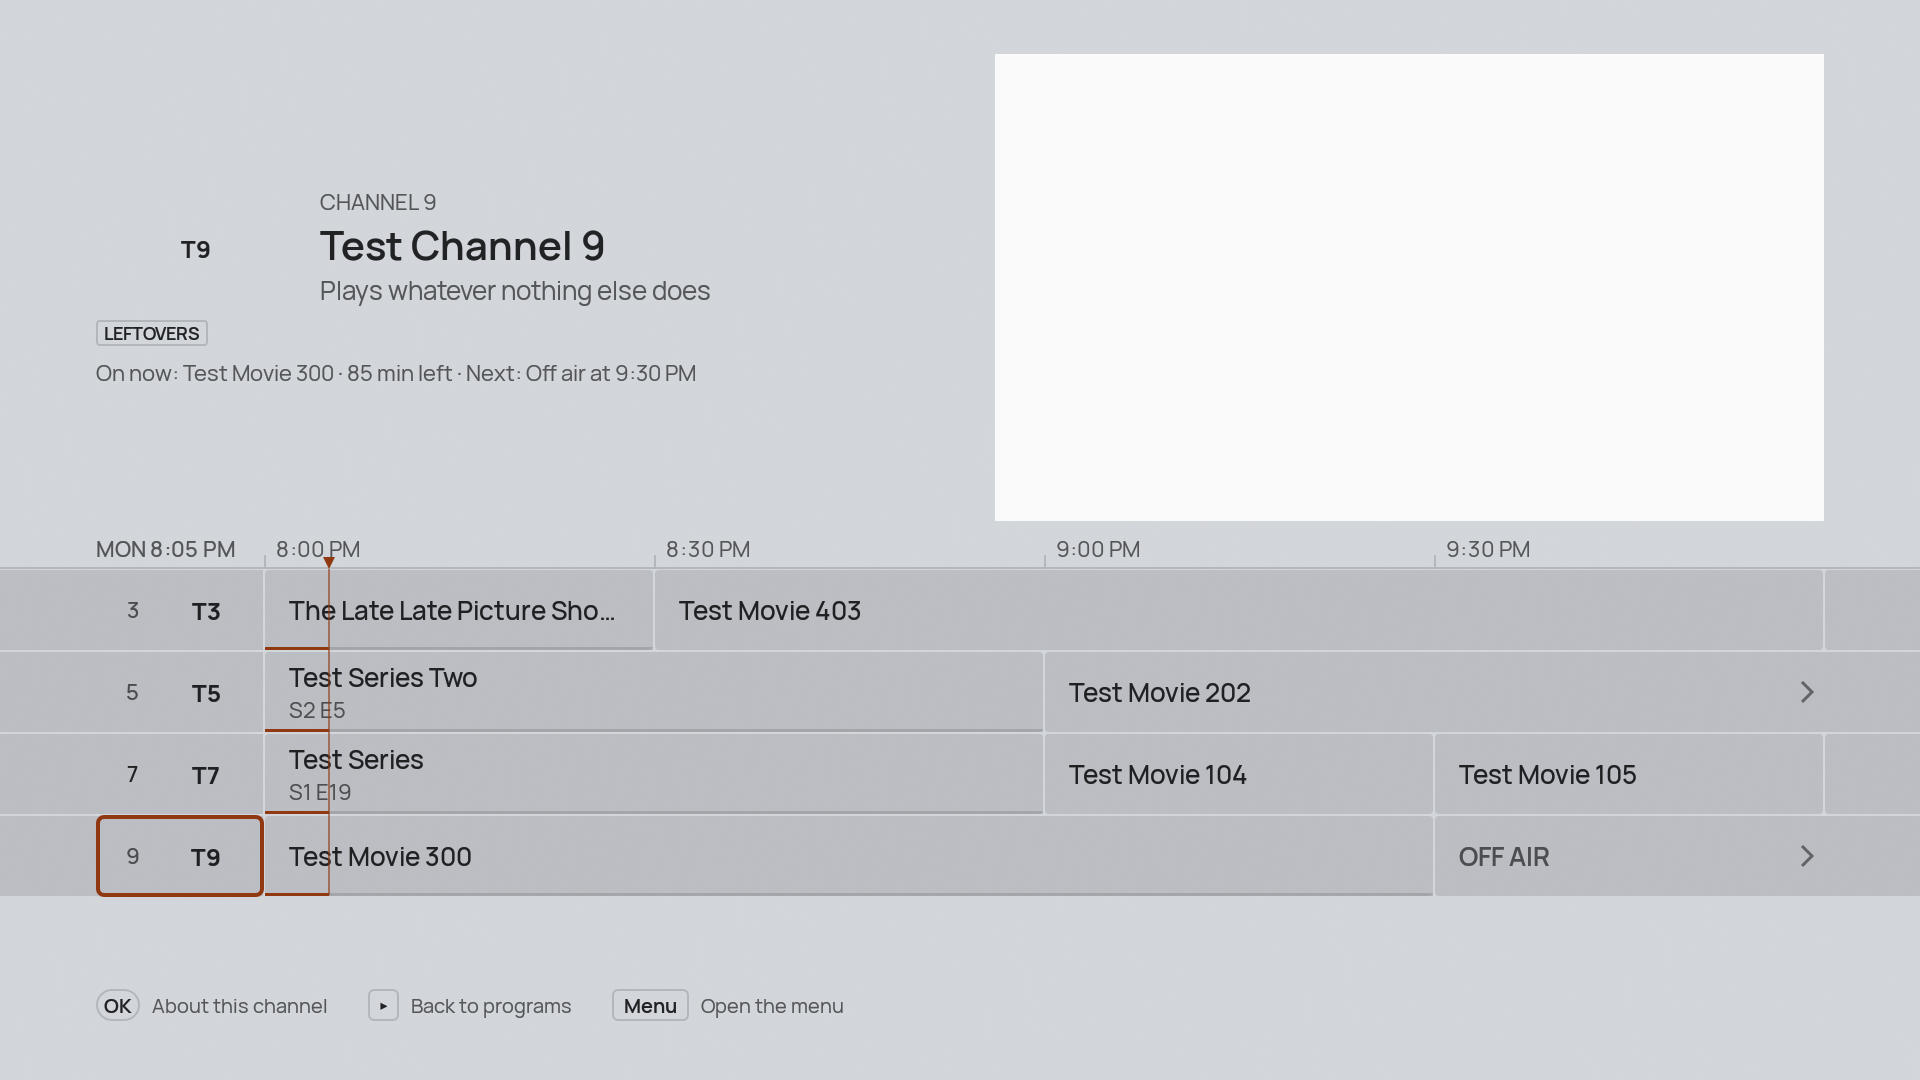 CHANNEL 9
T9
Test Channel 9
Plays whatever nothing else does
LEFTOVERS
On now: Test Movie 300 · 85 min left · Next: Off air at 9:30 PM
MON 8:05 PM 8:00 PM 8:30 PM 9:00 PM 9:30 PM
3 T3 The Late Late Picture Sho... Test Movie 403
5 T5 Test Series Two Test Movie 202
S2 E5
7 T7 Test Series Test Movie 104 Test Movie 105
S1 E19
9 T9 Test Movie 300 OFF AIR
OK About this channel ▸ Back to programs Menu Open the menu